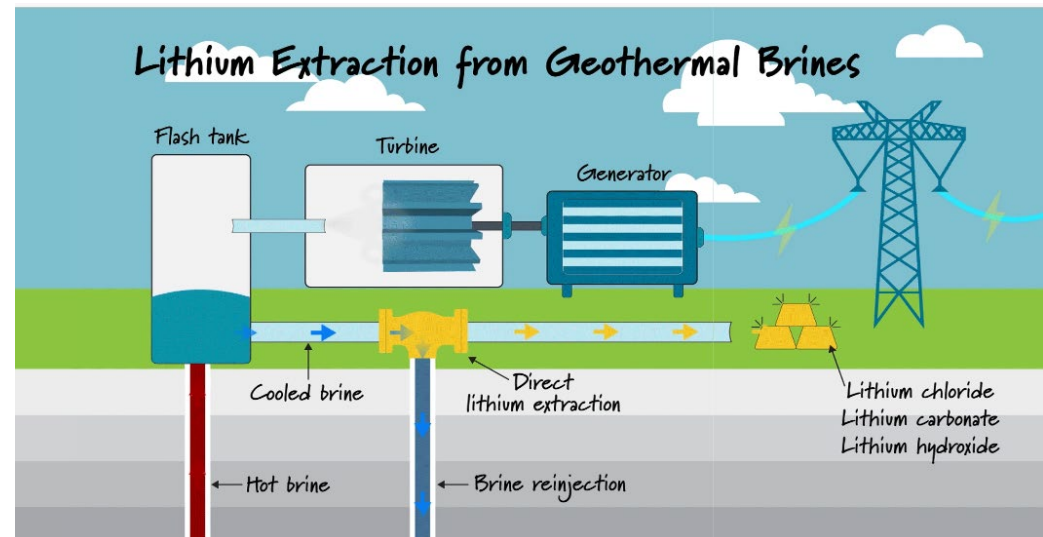 Lithium Extraction from Geothermal Brines
Flash tank
Turbine
Generator
Cooled brine
Direct
lithium extraction
Lithium chloride
Lithium carbonate
Lithium hydroxide
Hot brine
Brine reinjection